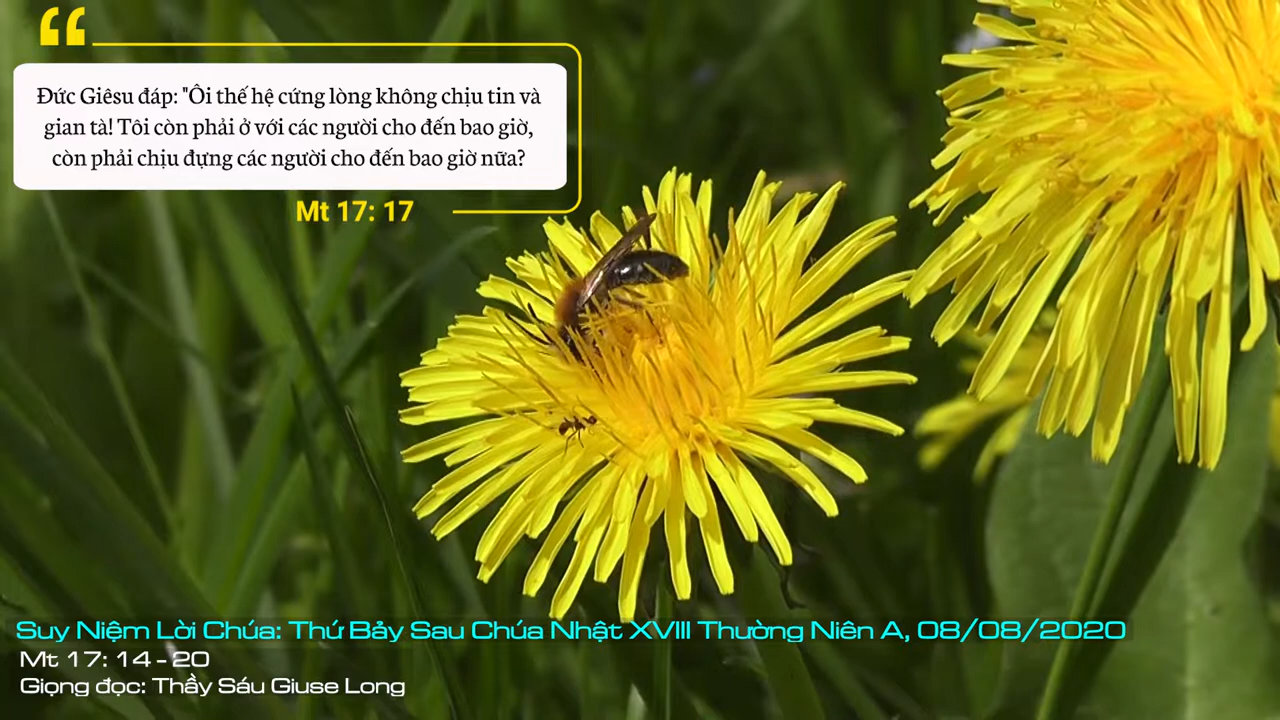 Đức Giêsu đáp: "Ôi thế hệ cứng lòng không chịu tin và
gian tà! Tôi còn phải ở với các người cho đến bao giờ,
còn phải chịu đựng các người cho đến bao giờ nữa?
Mt 17: 17
Suy Niệm Lời Chúa: Thứ Bảy Sau Chúa Nhật XVIII Thường Niên A, 08/08/2020
Mt 17: 14 - 20
Giọng đọc: Thầy Sáu Giuse Long